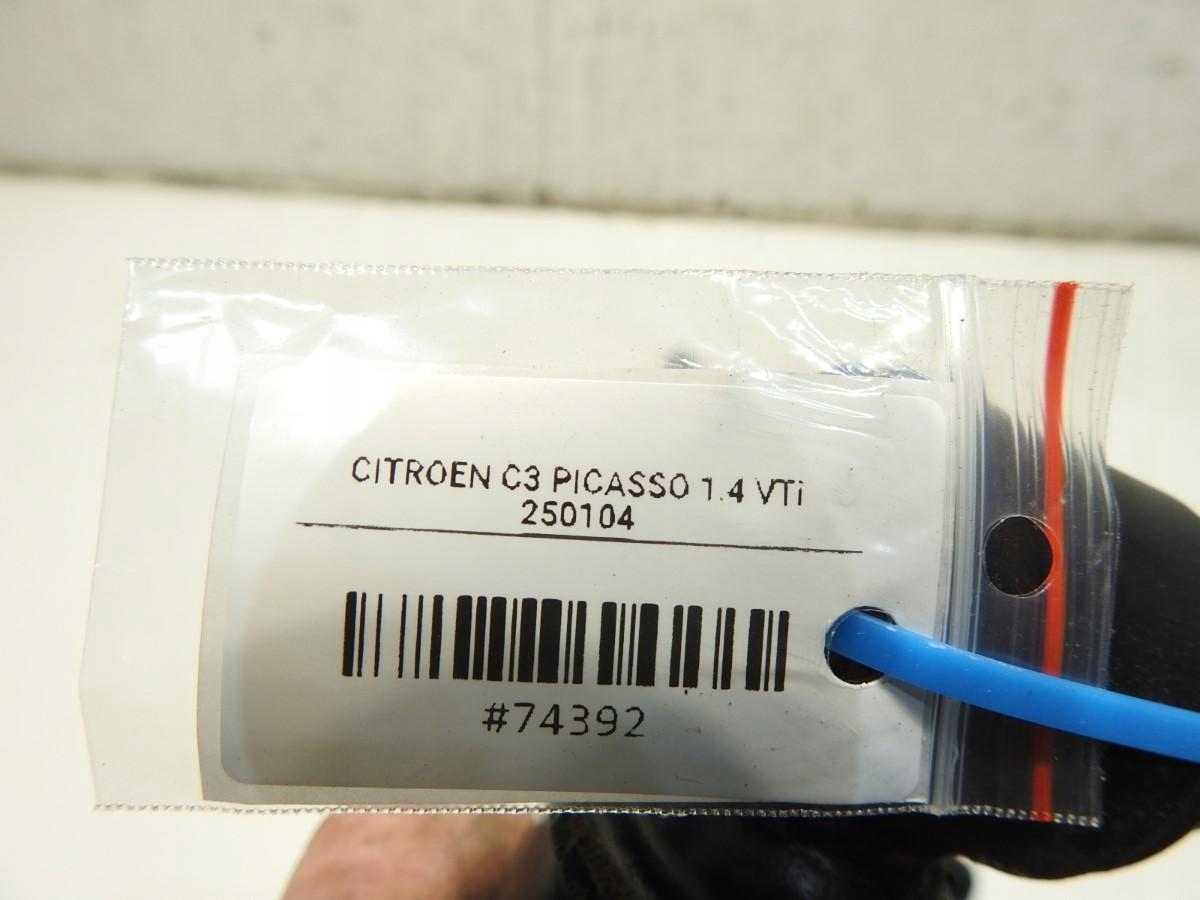 CITROEN C3 PICASSO 1.4 VTi
250104
#74392